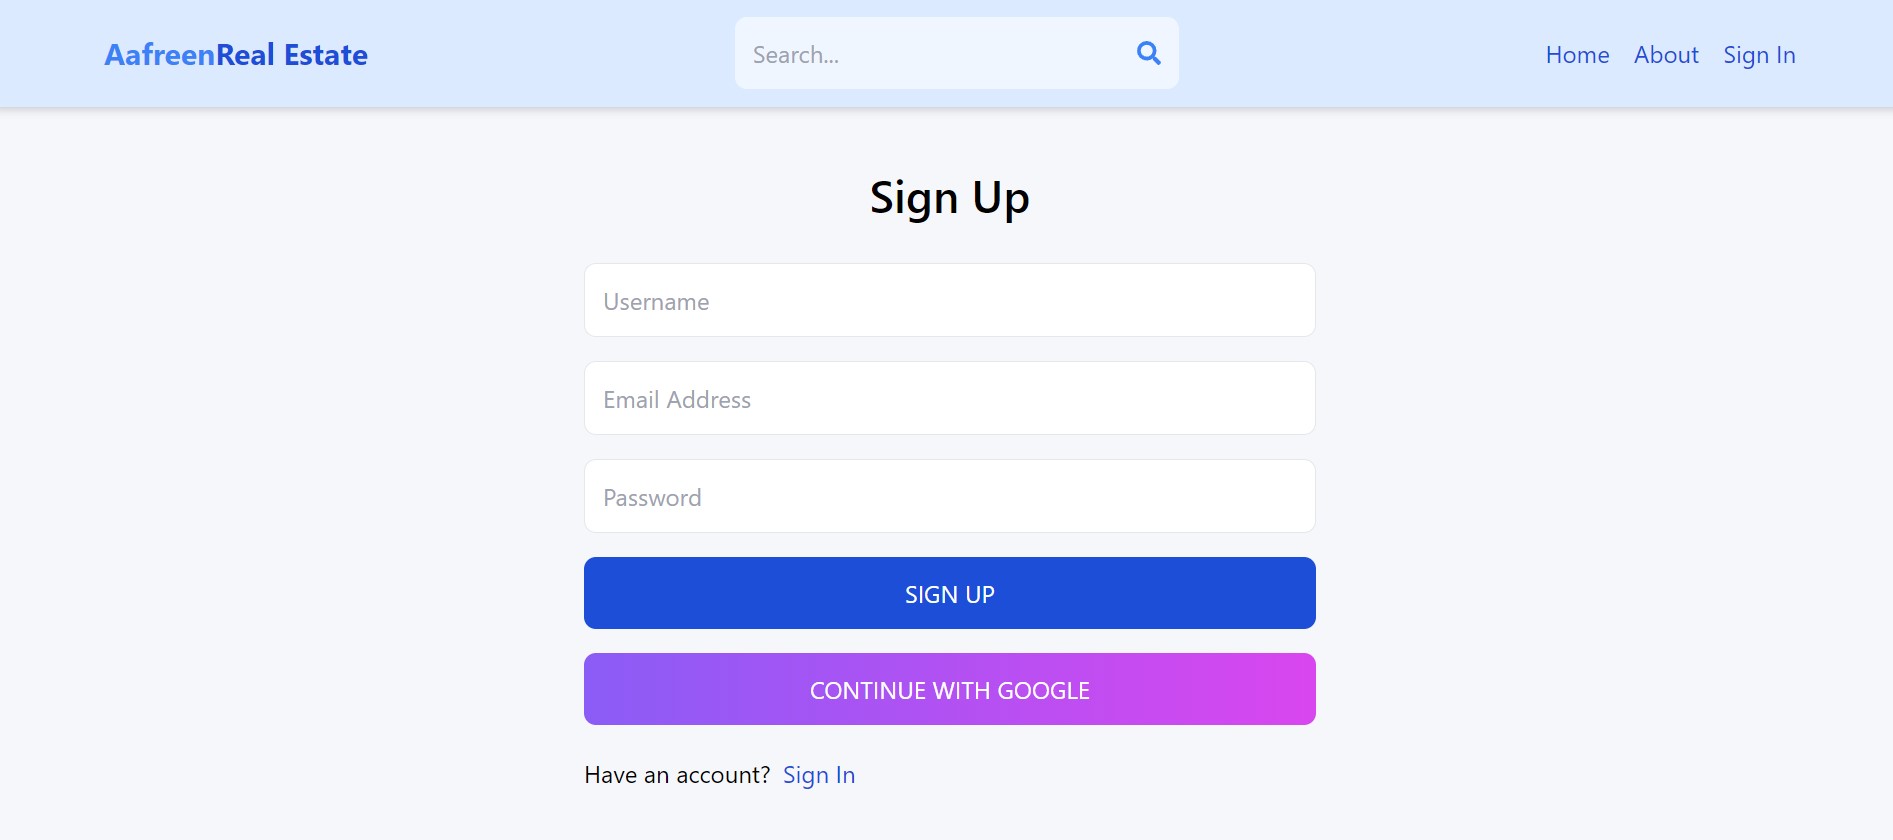 AafreenReal Estate
Search...
Home About Sign In
Sign Up
Username
Email Address
Password
SIGN UP
CONTINUE WITH GOOGLE
Have an account? Sign In